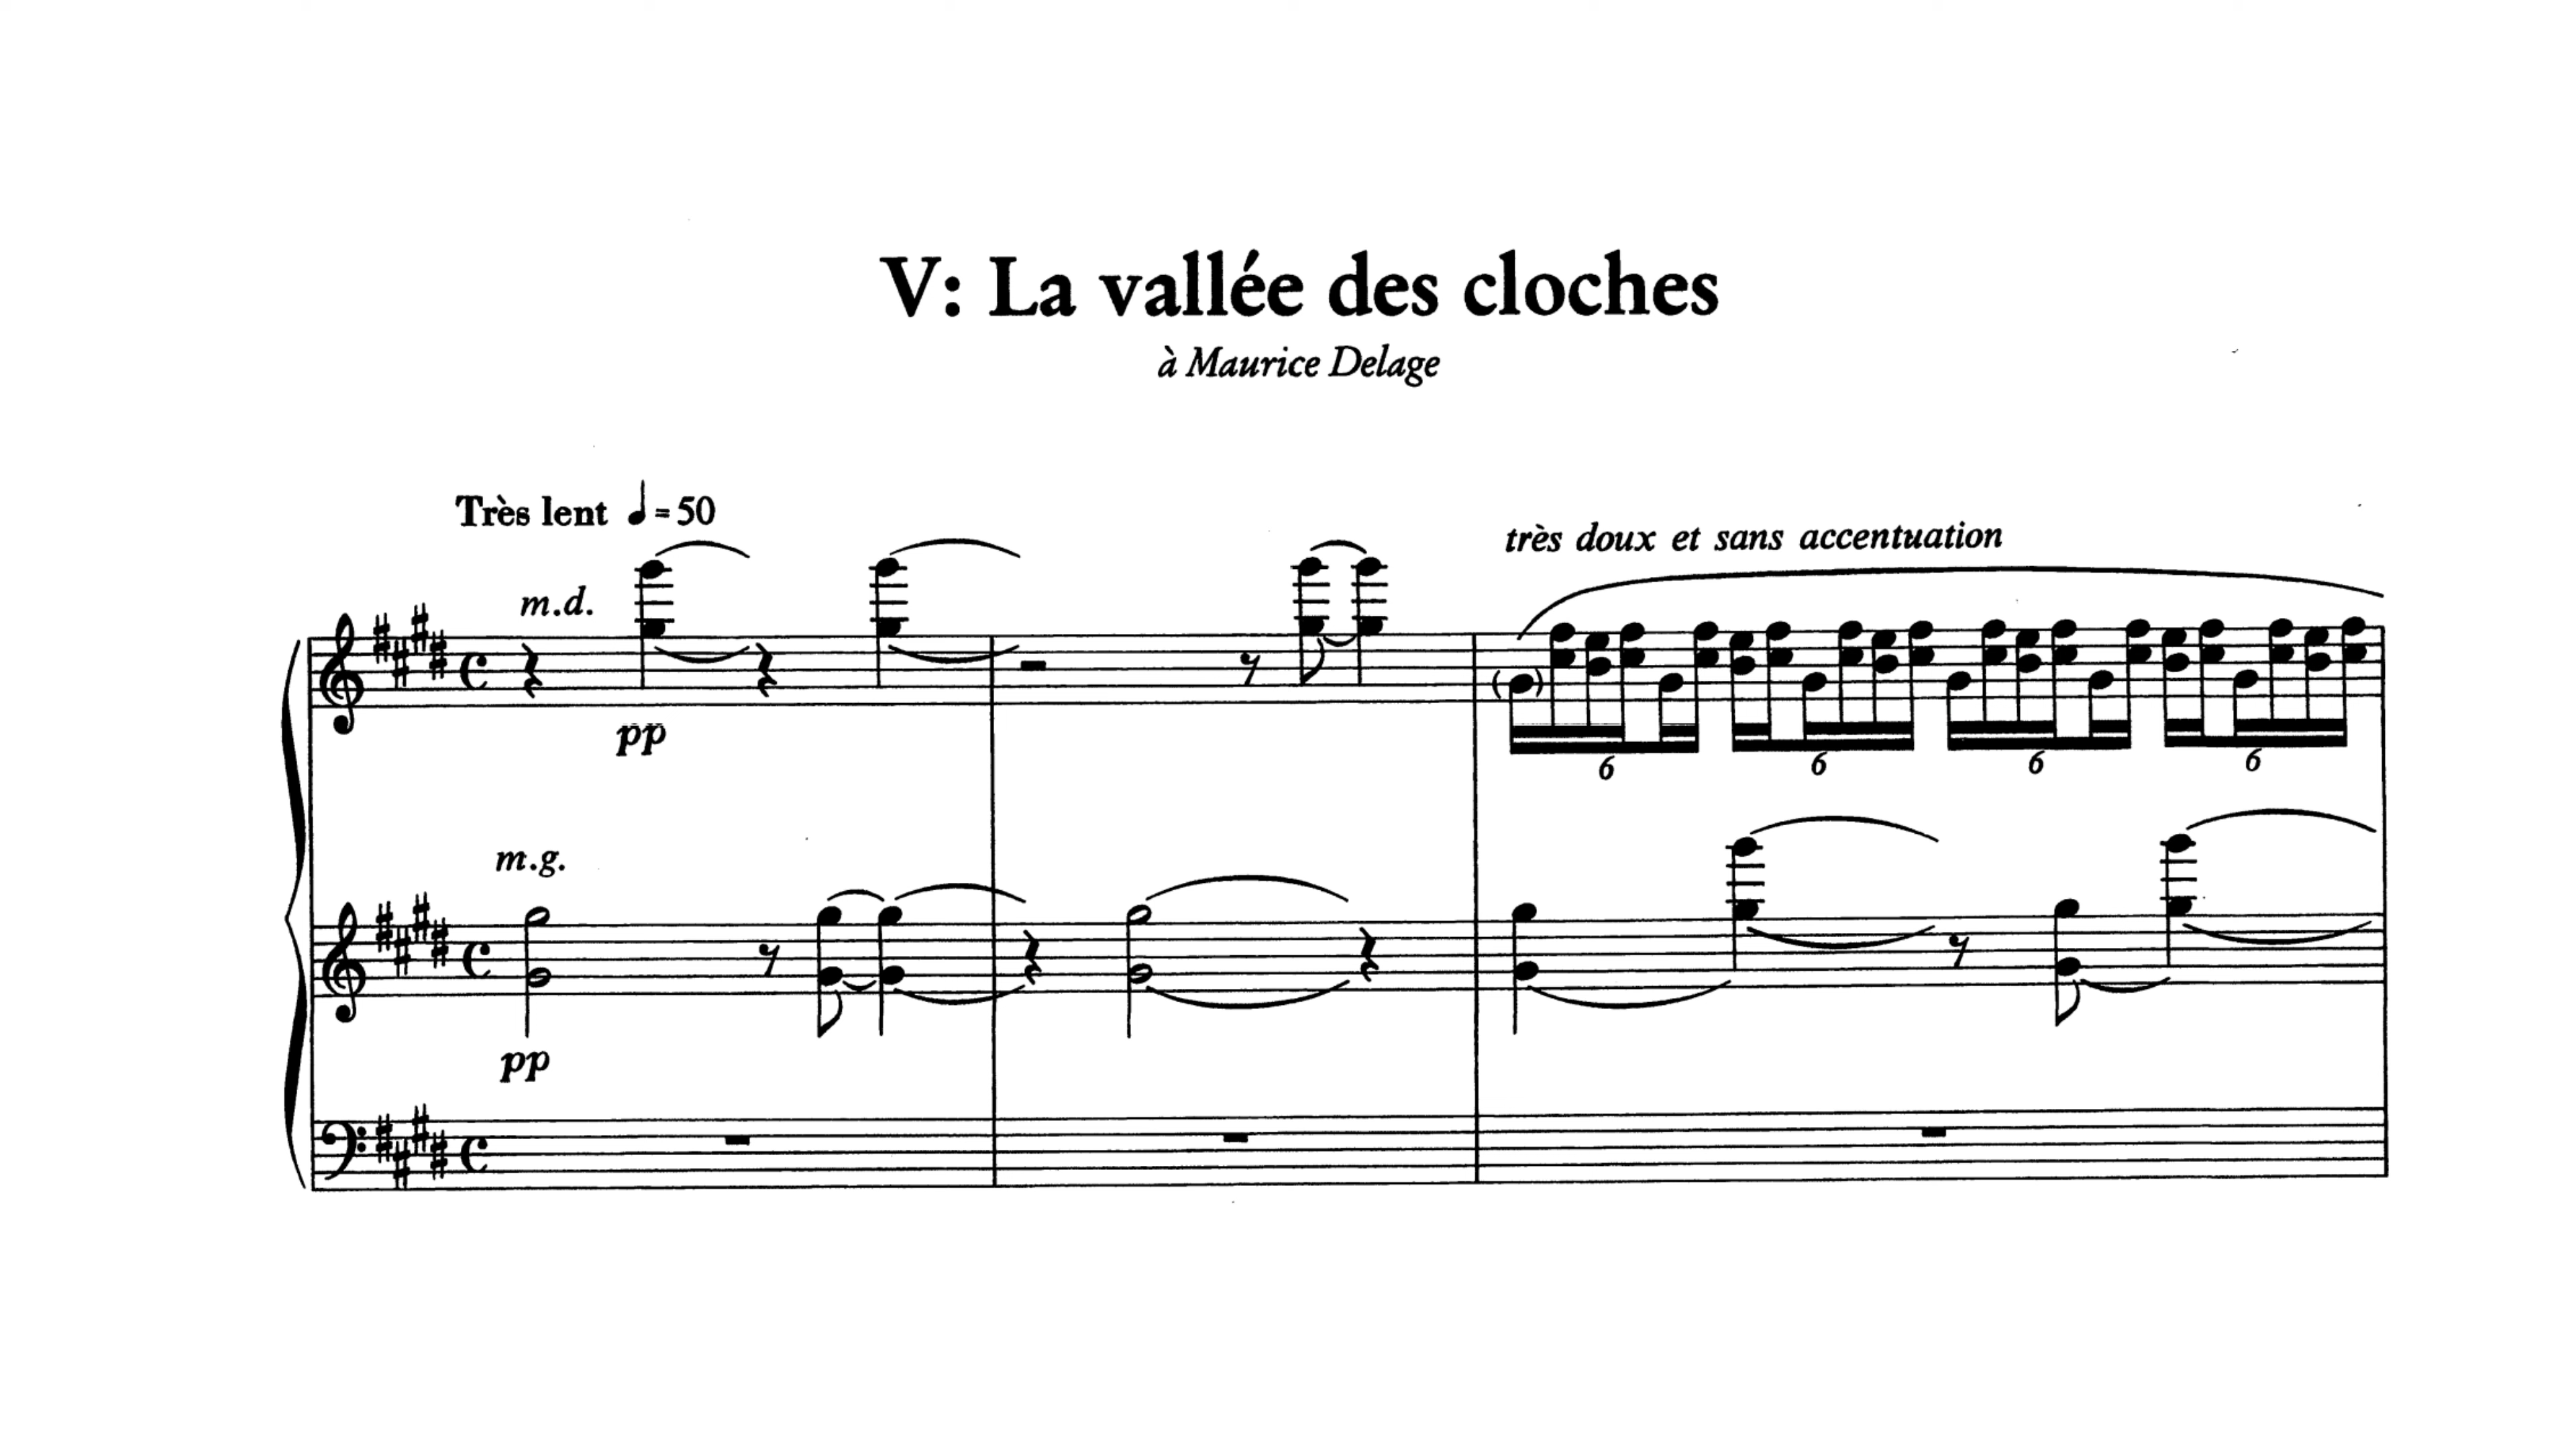 V: La vallée des cloches
à Maurice Delage
Très lent ♩=50
très doux et sans accentuation
m.d.
pp
6 6 6 6
m.g.
pp